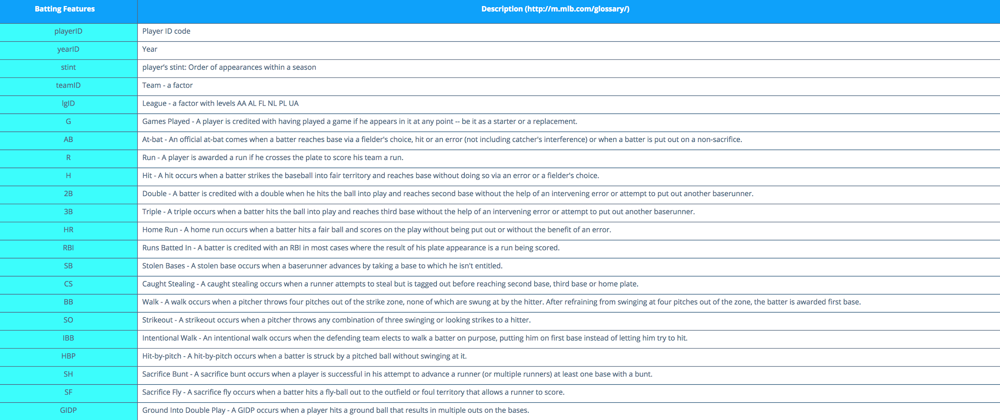 Batting Features Description (http://m.mlb.com/glossary/)
playerID Player ID code
yearID Year
stint player’s stint: Order of appearances within a season
teamID Team - a factor
lgID League - a factor with levels AA AL FL NL PL UA
G Games Played - A player is credited with having played a game if he appears in it at any point -- be it as a starter or a replacement.
AB At-bat - An official at-bat comes when a batter reaches base via a fielder's choice, hit or an error (not including catcher's interference) or when a batter is put out on a non-sacrifice.
R Run - A player is awarded a run if he crosses the plate to score his team a run.
H Hit - A hit occurs when a batter strikes the baseball into fair territory and reaches base without doing so via an error or a fielder's choice.
2B Double - A batter is credited with a double when he hits the ball into play and reaches second base without the help of an intervening error or attempt to put out another baserunner.
3B Triple - A triple occurs when a batter hits the ball into play and reaches third base without the help of an intervening error or attempt to put out another baserunner.
HR Home Run - A home run occurs when a batter hits a fair ball and scores on the play without being put out or without the benefit of an error.
RBI Runs Batted In - A batter is credited with an RBI in most cases where the result of his plate appearance is a run being scored.
SB Stolen Bases - A stolen base occurs when a baserunner advances by taking a base to which he isn't entitled.
CS Caught Stealing - A caught stealing occurs when a runner attempts to steal but is tagged out before reaching second base, third base or home plate.
BB Walk - A walk occurs when a pitcher throws four pitches out of the strike zone, none of which are swung at by the hitter. After refraining from swinging at four pitches out of the zone, the batter is awarded first base.
SO Strikeout - A strikeout occurs when a pitcher throws any combination of three swinging or looking strikes to a hitter.
IBB Intentional Walk - An intentional walk occurs when the defending team elects to walk a batter on purpose, putting him on first base instead of letting him try to hit.
HBP Hit-by-pitch - A hit-by-pitch occurs when a batter is struck by a pitched ball without swinging at it.
SH Sacrifice Bunt - A sacrifice bunt occurs when a player is successful in his attempt to advance a runner (or multiple runners) at least one base with a bunt.
SF Sacrifice Fly - A sacrifice fly occurs when a batter hits a fly-ball out to the outfield or foul territory that allows a runner to score.
GIDP Ground Into Double Play - A GIDP occurs when a player hits a ground ball that results in multiple outs on the bases.